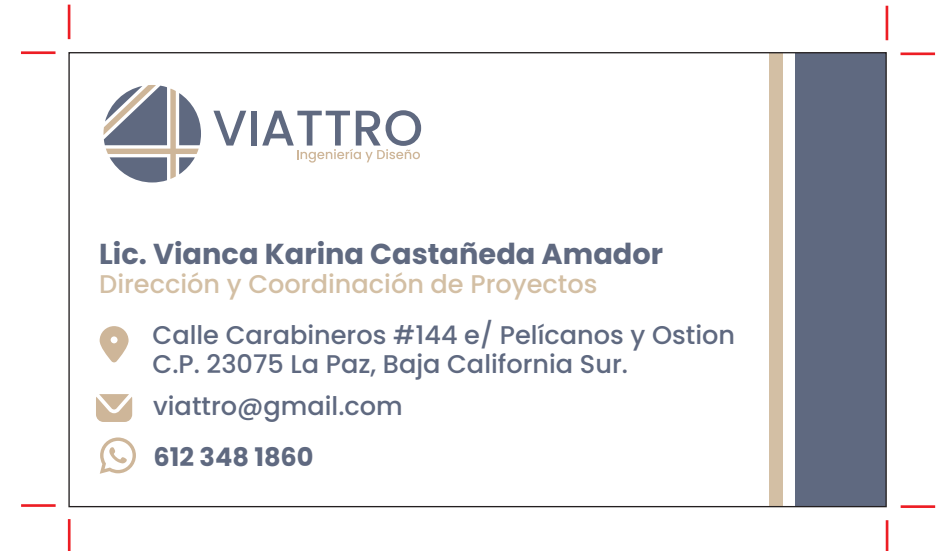 VIATTRO
Ingeniería y Diseño
Lic. Vianca Karina Castañeda Amador
Dirección y Coordinación de Proyectos
Calle Carabineros #144 e/ Pelícanos y Ostion
C.P. 23075 La Paz, Baja California Sur.
viattro@gmail.com
612 348 1860